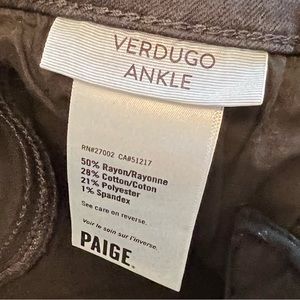 VERDUGO
ANKLE
RN#27002 CA#51217
50% Rayon/Rayonne
28% Cotton/Coton
21% Polyester
1% Spandex
See care on reverse.
Voir le soin sur l'inverse.
PAIGE